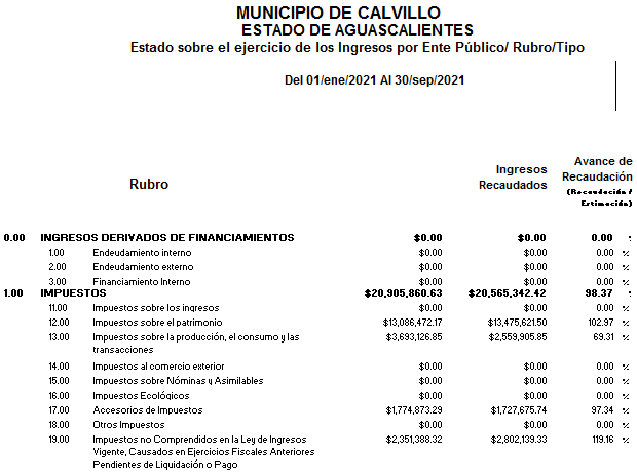 MUNICIPIO DE CALVILLO
ESTADO DE AGUASCALIENTES
Estado sobre el ejercicio de los Ingresos por Ente Público/ Rubro/Tipo
Del 01/ene/2021 Al 30/sep/2021
Rubro Ingresos Recaudados Avance de Recaudación (Recaudación / Estimación)
0.00 INGRESOS DERIVADOS DE FINANCIAMIENTOS $0.00 $0.00 0.00
1.00 Endeudamiento interno $0.00 $0.00 0.00 %
2.00 Endeudamiento externo $0.00 $0.00 0.00 %
3.00 Financiamiento Interno $0.00 $0.00 0.00 %
1.00 IMPUESTOS $20,905,860.63 $20,565,342.42 98.37
11.00 Impuestos sobre los ingresos $0.00 $0.00 0.00 %
12.00 Impuestos sobre el patrimonio $13,086,472.17 $13,475,621.50 102.97 %
13.00 Impuestos sobre la producción, el consumo y las $3,693,126.85 $2,559,905.85 69.31 %
transacciones
14.00 Impuestos al comercio exterior $0.00 $0.00 0.00 %
15.00 Impuestos sobre Nóminas y Asimilables $0.00 $0.00 0.00 %
16.00 Impuestos Ecológicos $0.00 $0.00 0.00 %
17.00 Accesorios de Impuestos $1,774,873.29 $1,727,675.74 97.34 %
18.00 Otros Impuestos $0.00 $0.00 0.00 %
19.00 Impuestos no Comprendidos en la Ley de Ingresos $2,351,388.32 $2,802,139.33 119.16 %
Vigente, Causados en Ejercicios Fiscales Anteriores
Pendientes de Liquidación o Pago